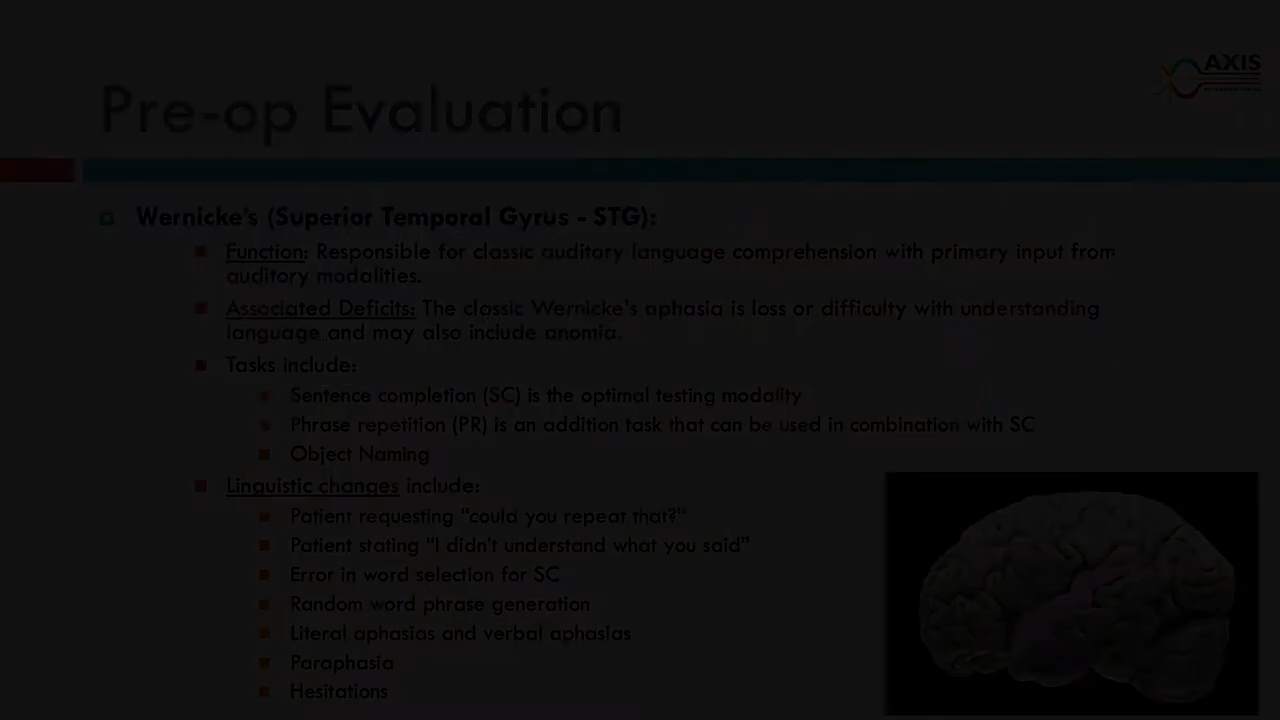 AXIS
Pre-op Evaluation
Wernicke's (Superior Temporal Gyrus - STG):
Function: Responsible for classic auditory language comprehension with primary input from
auditory modalities.
Associated Deficits: The classic Wernicke's aphasia is loss or difficulty with understanding
language and may also include anomia.
Tasks include:
Sentence completion (SC) is the optimal testing modality
Phrase repetition (PR) is an addition task that can be used in combination with SC
Object Naming
Linguistic changes include:
Patient requesting "could you repeat that?"
Patient stating "I didn't understand what you said"
Error in word selection for SC
Random word phrase generation
Literal aphasias and verbal aphasias
Paraphasia
Hesitations